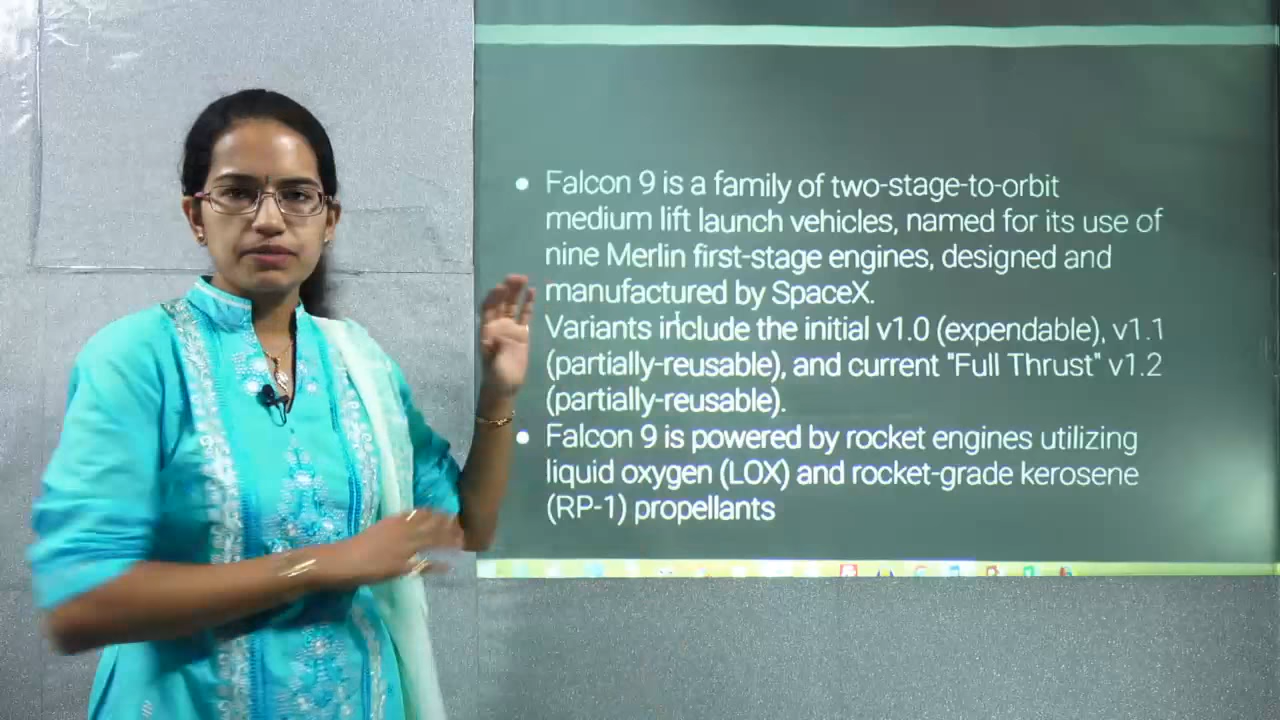 • Falcon 9 is a family of two-stage-to-orbit
medium lift launch vehicles, named for its use of
nine Merlin first-stage engines, designed and
manufactured by SpaceX.
Variants include the initial v1.0 (expendable), v1.1
(partially-reusable), and current "Full Thrust" v1.2
(partially-reusable).
• Falcon 9 is powered by rocket engines utilizing
liquid oxygen (LOX) and rocket-grade kerosene
(RP-1) propellants